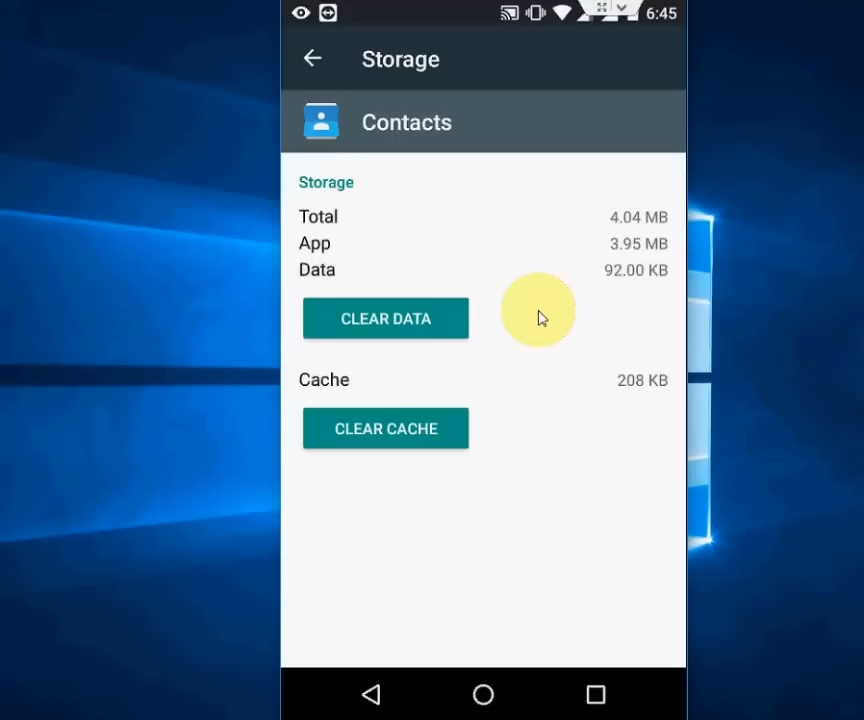 6:45
Storage
Contacts
Storage
Total 4.04 MB
App 3.95 MB
Data 92.00 KB
CLEAR DATA
Cache 208 KB
CLEAR CACHE